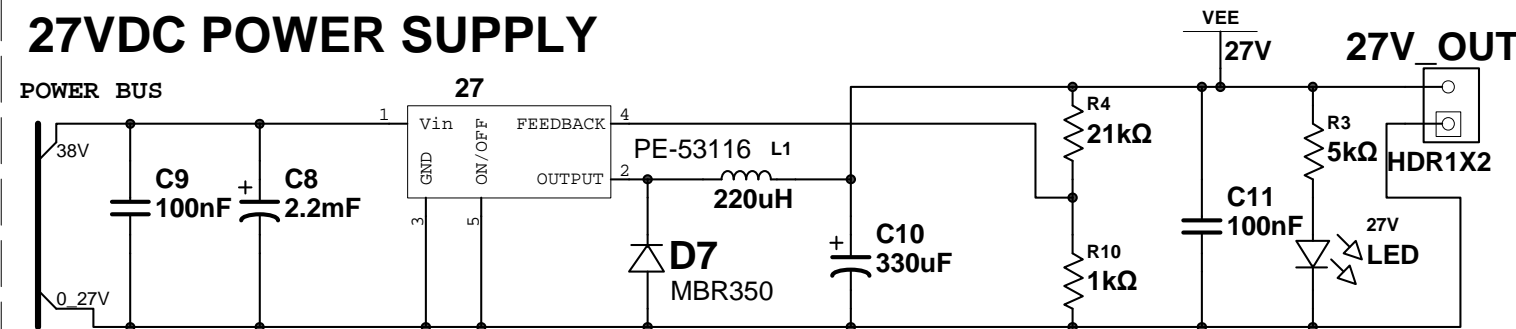 27VDC POWER SUPPLY
VEE
27V
27V_OUT
POWER BUS
27
38V
1
Vin
FEEDBACK
4
GND
ON/OFF
OUTPUT
2
3
5
C9
100nF
+
C8
2.2mF
PE-53116
L1
220uH
D7
MBR350
+
C10
330uF
R4
21kΩ
R10
1kΩ
C11
100nF
R3
5kΩ
HDR1X2
27V
LED
0_27V